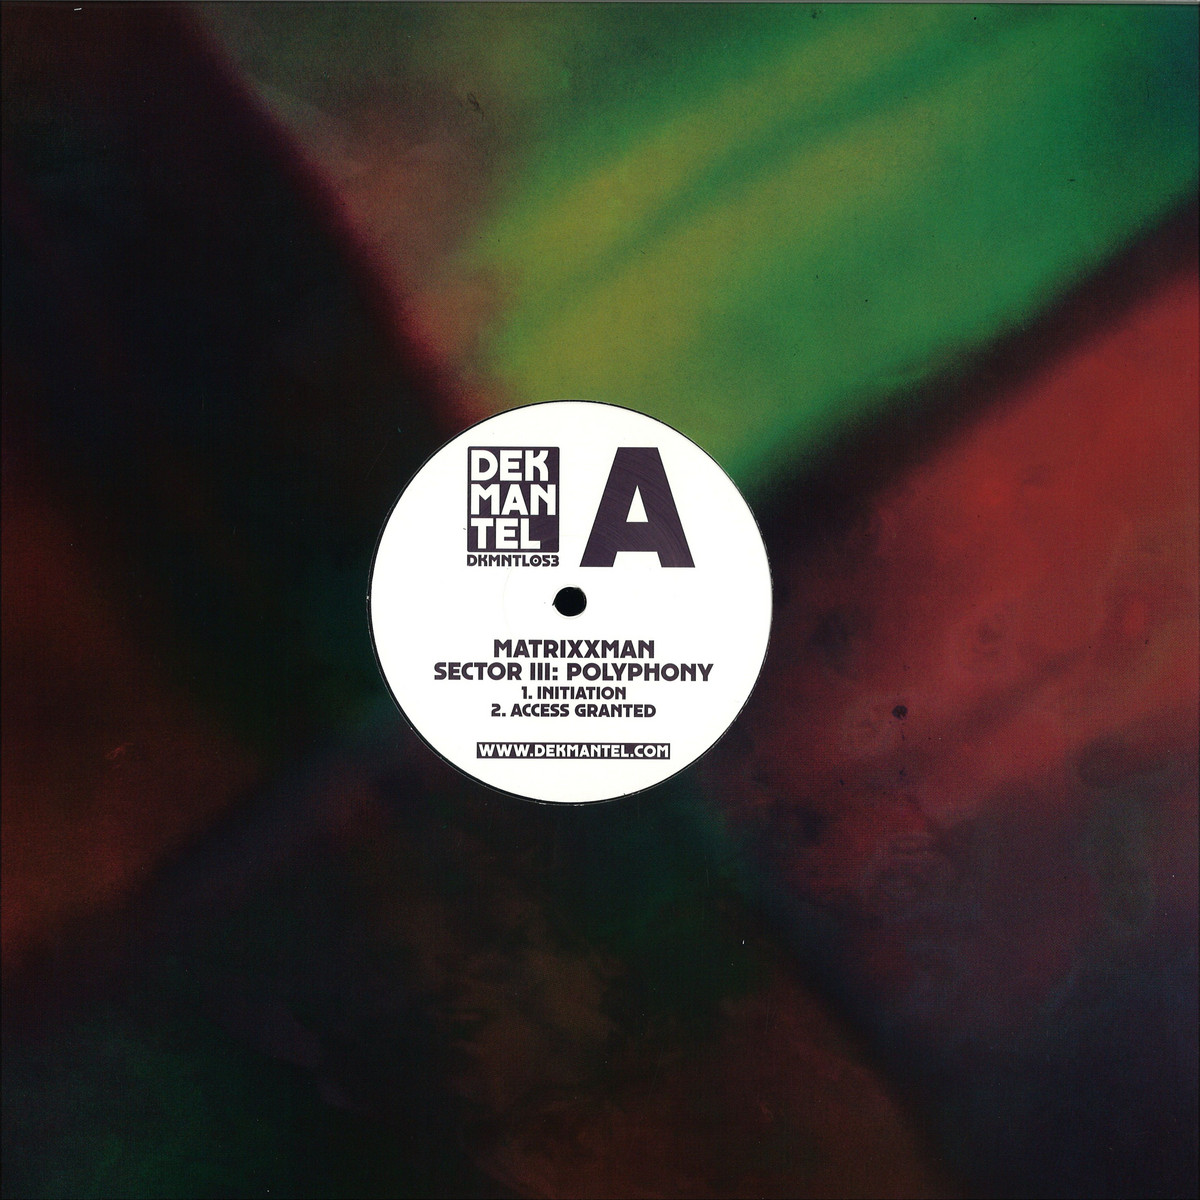 DEK
MAN
TEL
DKMNTL053
A
MATRIXXMAN
SECTOR III: POLYPHONY
1. INITIATION
2. ACCESS GRANTED
WWW.DEKMANTEL.COM